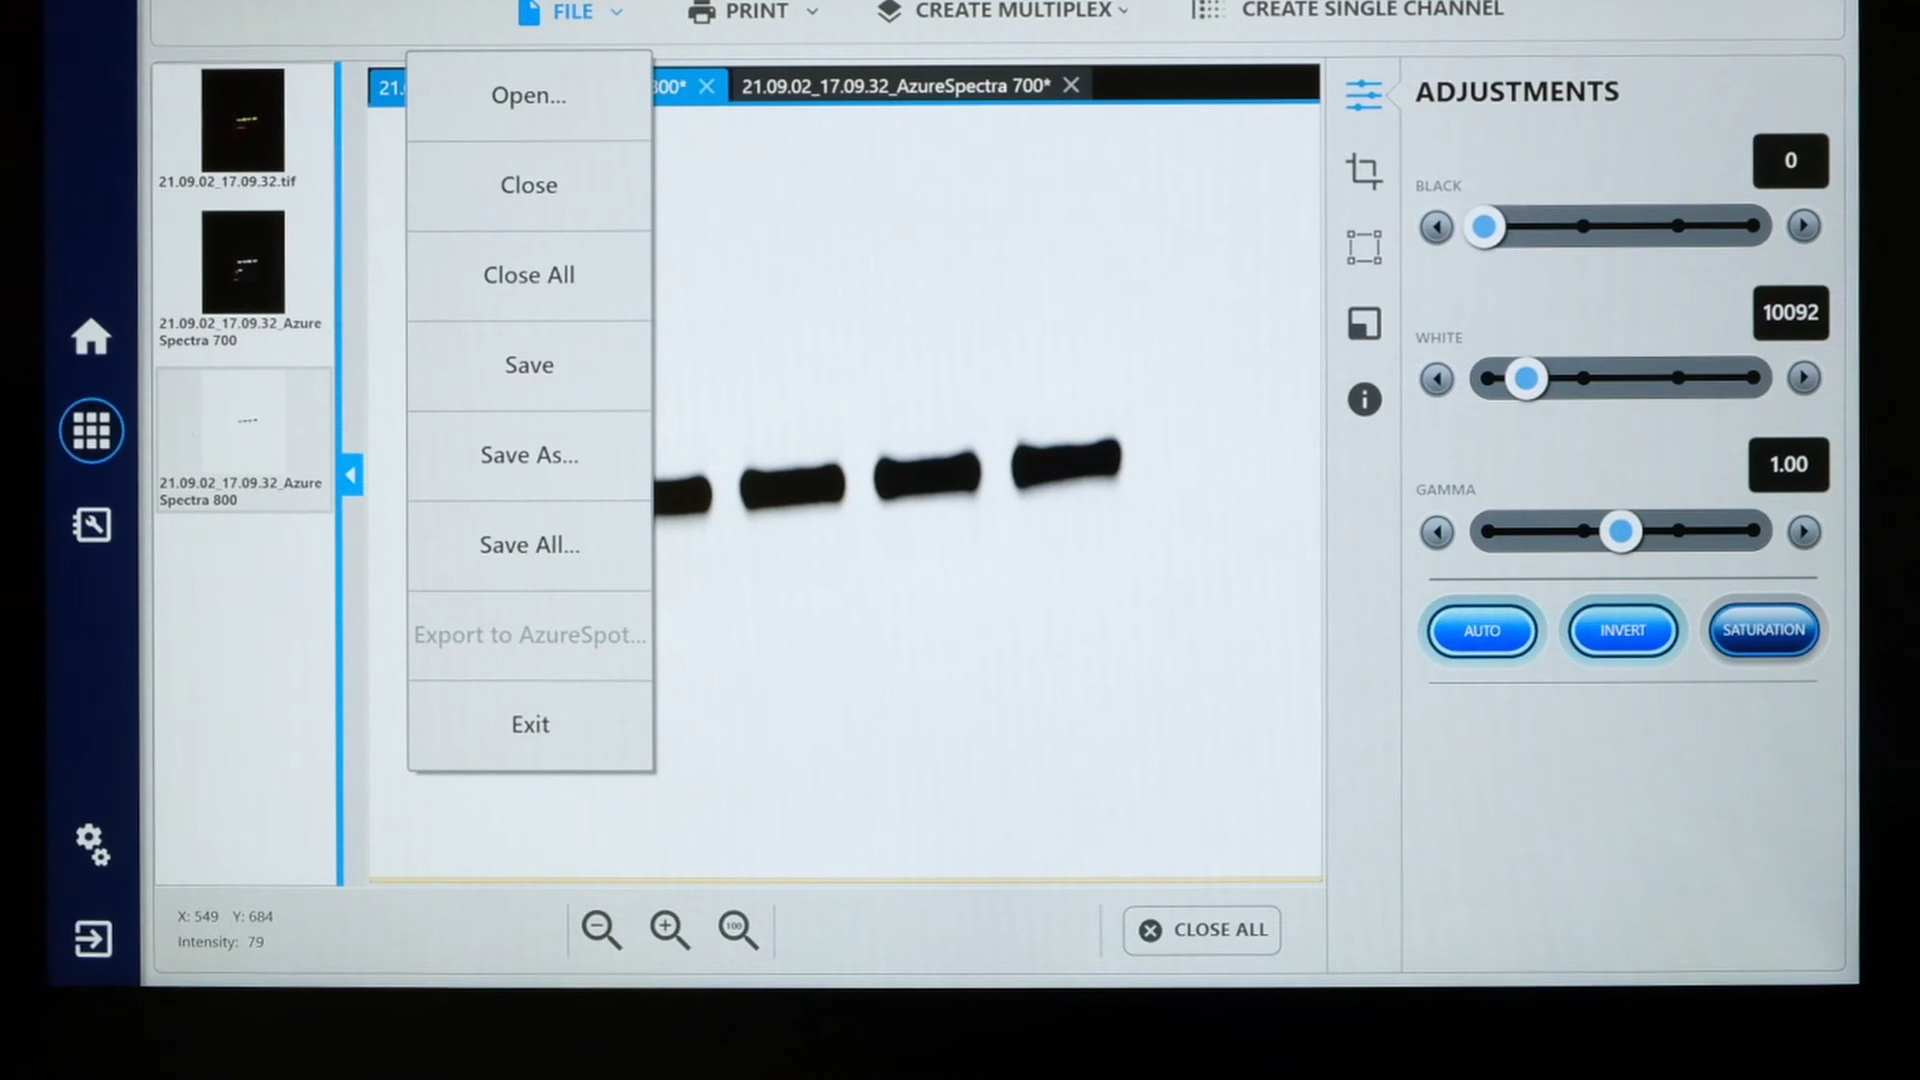 FILE
PRINT
CREATE MULTIPLEX
CREATE SINGLE CHANNEL
21.09.02_17.09.32.tif
21.09.02_17.09.32_Azure
Spectra 700
21.09.02_17.09.32_Azure
Spectra 800
21.
800*
21.09.02_17.09.32_AzureSpectra 700*
Open...
Close
Close All
Save
Save As...
Save All...
Export to AzureSpot...
Exit
ADJUSTMENTS
0
BLACK
10092
WHITE
1.00
GAMMA
AUTO
INVERT
SATURATION
X: 549 Y: 684
Intensity: 79
100
CLOSE ALL